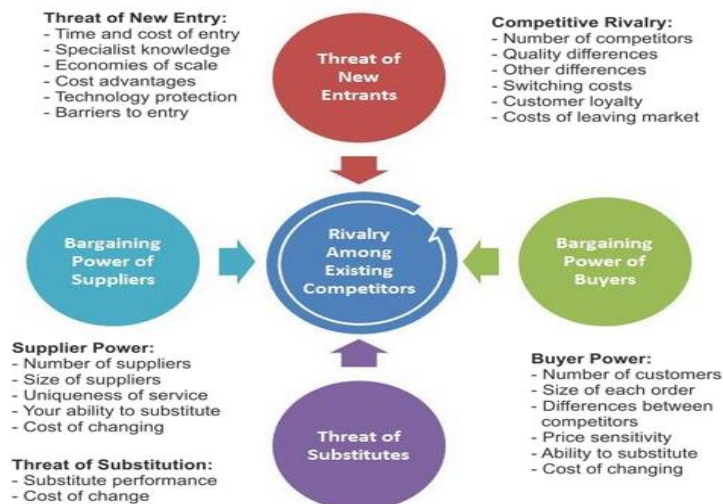 Threat of New Entry:
- Time and cost of entry
- Specialist knowledge
- Economies of scale
- Cost advantages
- Technology protection
- Barriers to entry
Threat of
New
Entrants
Competitive Rivalry:
- Number of competitors
- Quality differences
- Other differences
- Switching costs
- Customer loyalty
- Costs of leaving market
Bargaining
Power of
Suppliers
Rivalry
Among
Existing
Competitors
Bargaining
Power of
Buyers
Supplier Power:
- Number of suppliers
- Size of suppliers
- Uniqueness of service
- Your ability to substitute
- Cost of changing
Threat of Substitution:
- Substitute performance
- Cost of change
Threat of
Substitutes
Buyer Power:
- Number of customers
- Size of each order
- Differences between
competitors
- Price sensitivity
- Ability to substitute
- Cost of changing